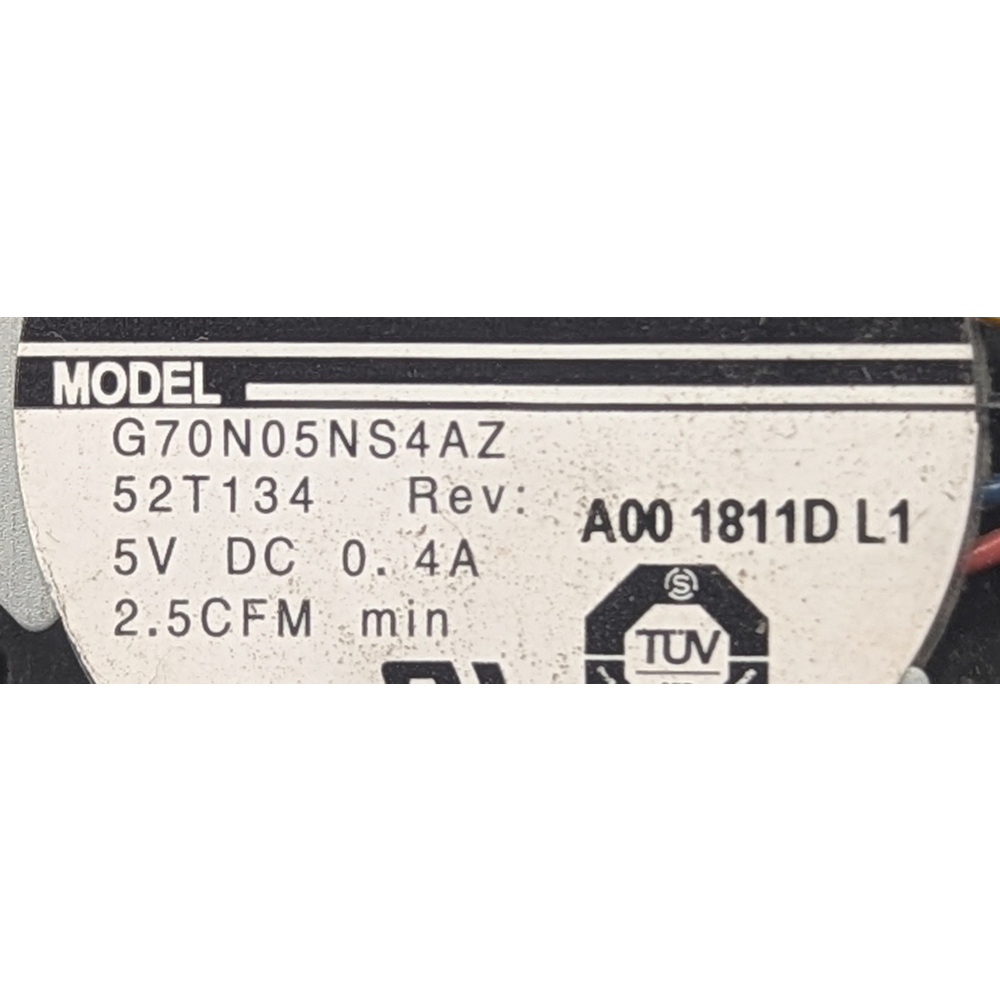 MODEL
G70N05NS4AZ
52T134 Rev: A00 1811D L1
5V DC 0.4A
2.5CFM min
S
TÜV